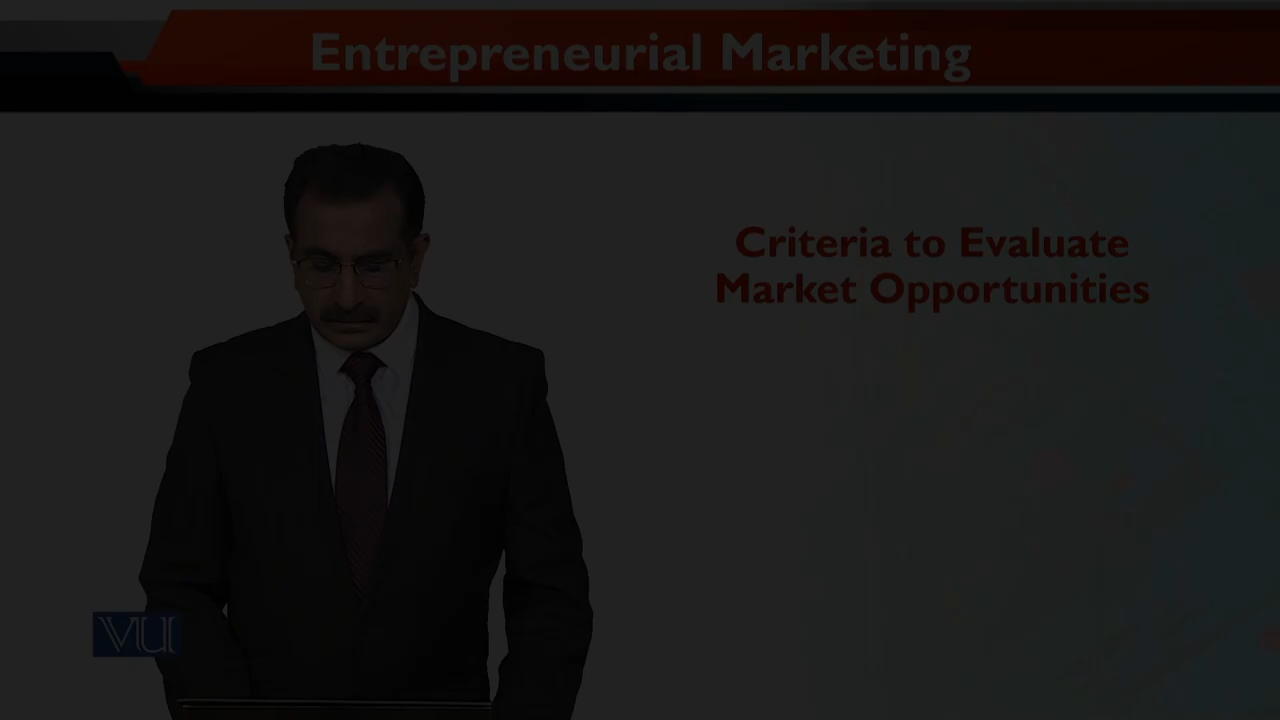 Entrepreneurial Marketing
Criteria to Evaluate
Market Opportunities
VU